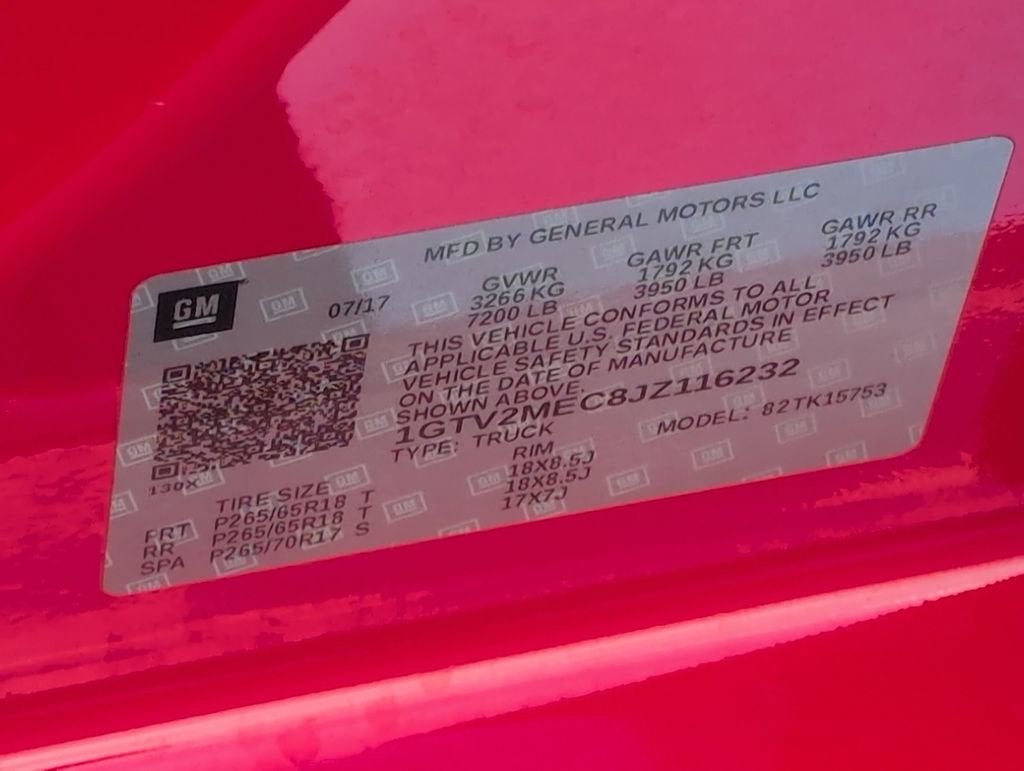 MFD BY GENERAL MOTORS LLC
GM
07/17
GVWR GAWR FRT GAWR RR
3266 KG 1792 KG 1792 KG
7200 LB 3950 LB 3950 LB
THIS VEHICLE CONFORMS TO ALL
APPLICABLE U.S. FEDERAL MOTOR
VEHICLE SAFETY STANDARDS IN EFFECT
ON THE DATE OF MANUFACTURE
SHOWN ABOVE.
1GTV2MEC8JZ116232
TYPE: TRUCK MODEL: 82TK15753
130X
TIRE SIZE RIM
FRT P265/65R18 T 18X8.5J
RR P265/65R18 T 18X8.5J
SPA P265/70R17 S 17X7J